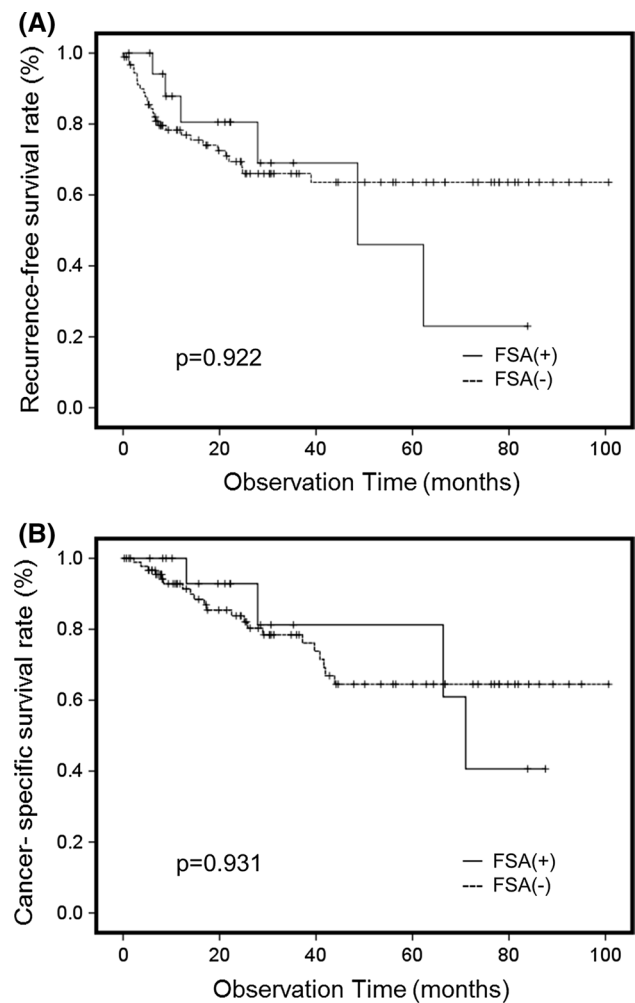 (A)
Recurrence-free survival rate (%)
1.0
0.8
0.6
0.4
0.2
0.0
p=0.922
FSA(+)
FSA(-)
0 20 40 60 80 100
Observation Time (months)
(B)
Cancer- specific survival rate (%)
1.0
0.8
0.6
0.4
0.2
0.0
p=0.931
FSA(+)
FSA(-)
0 20 40 60 80 100
Observation Time (months)